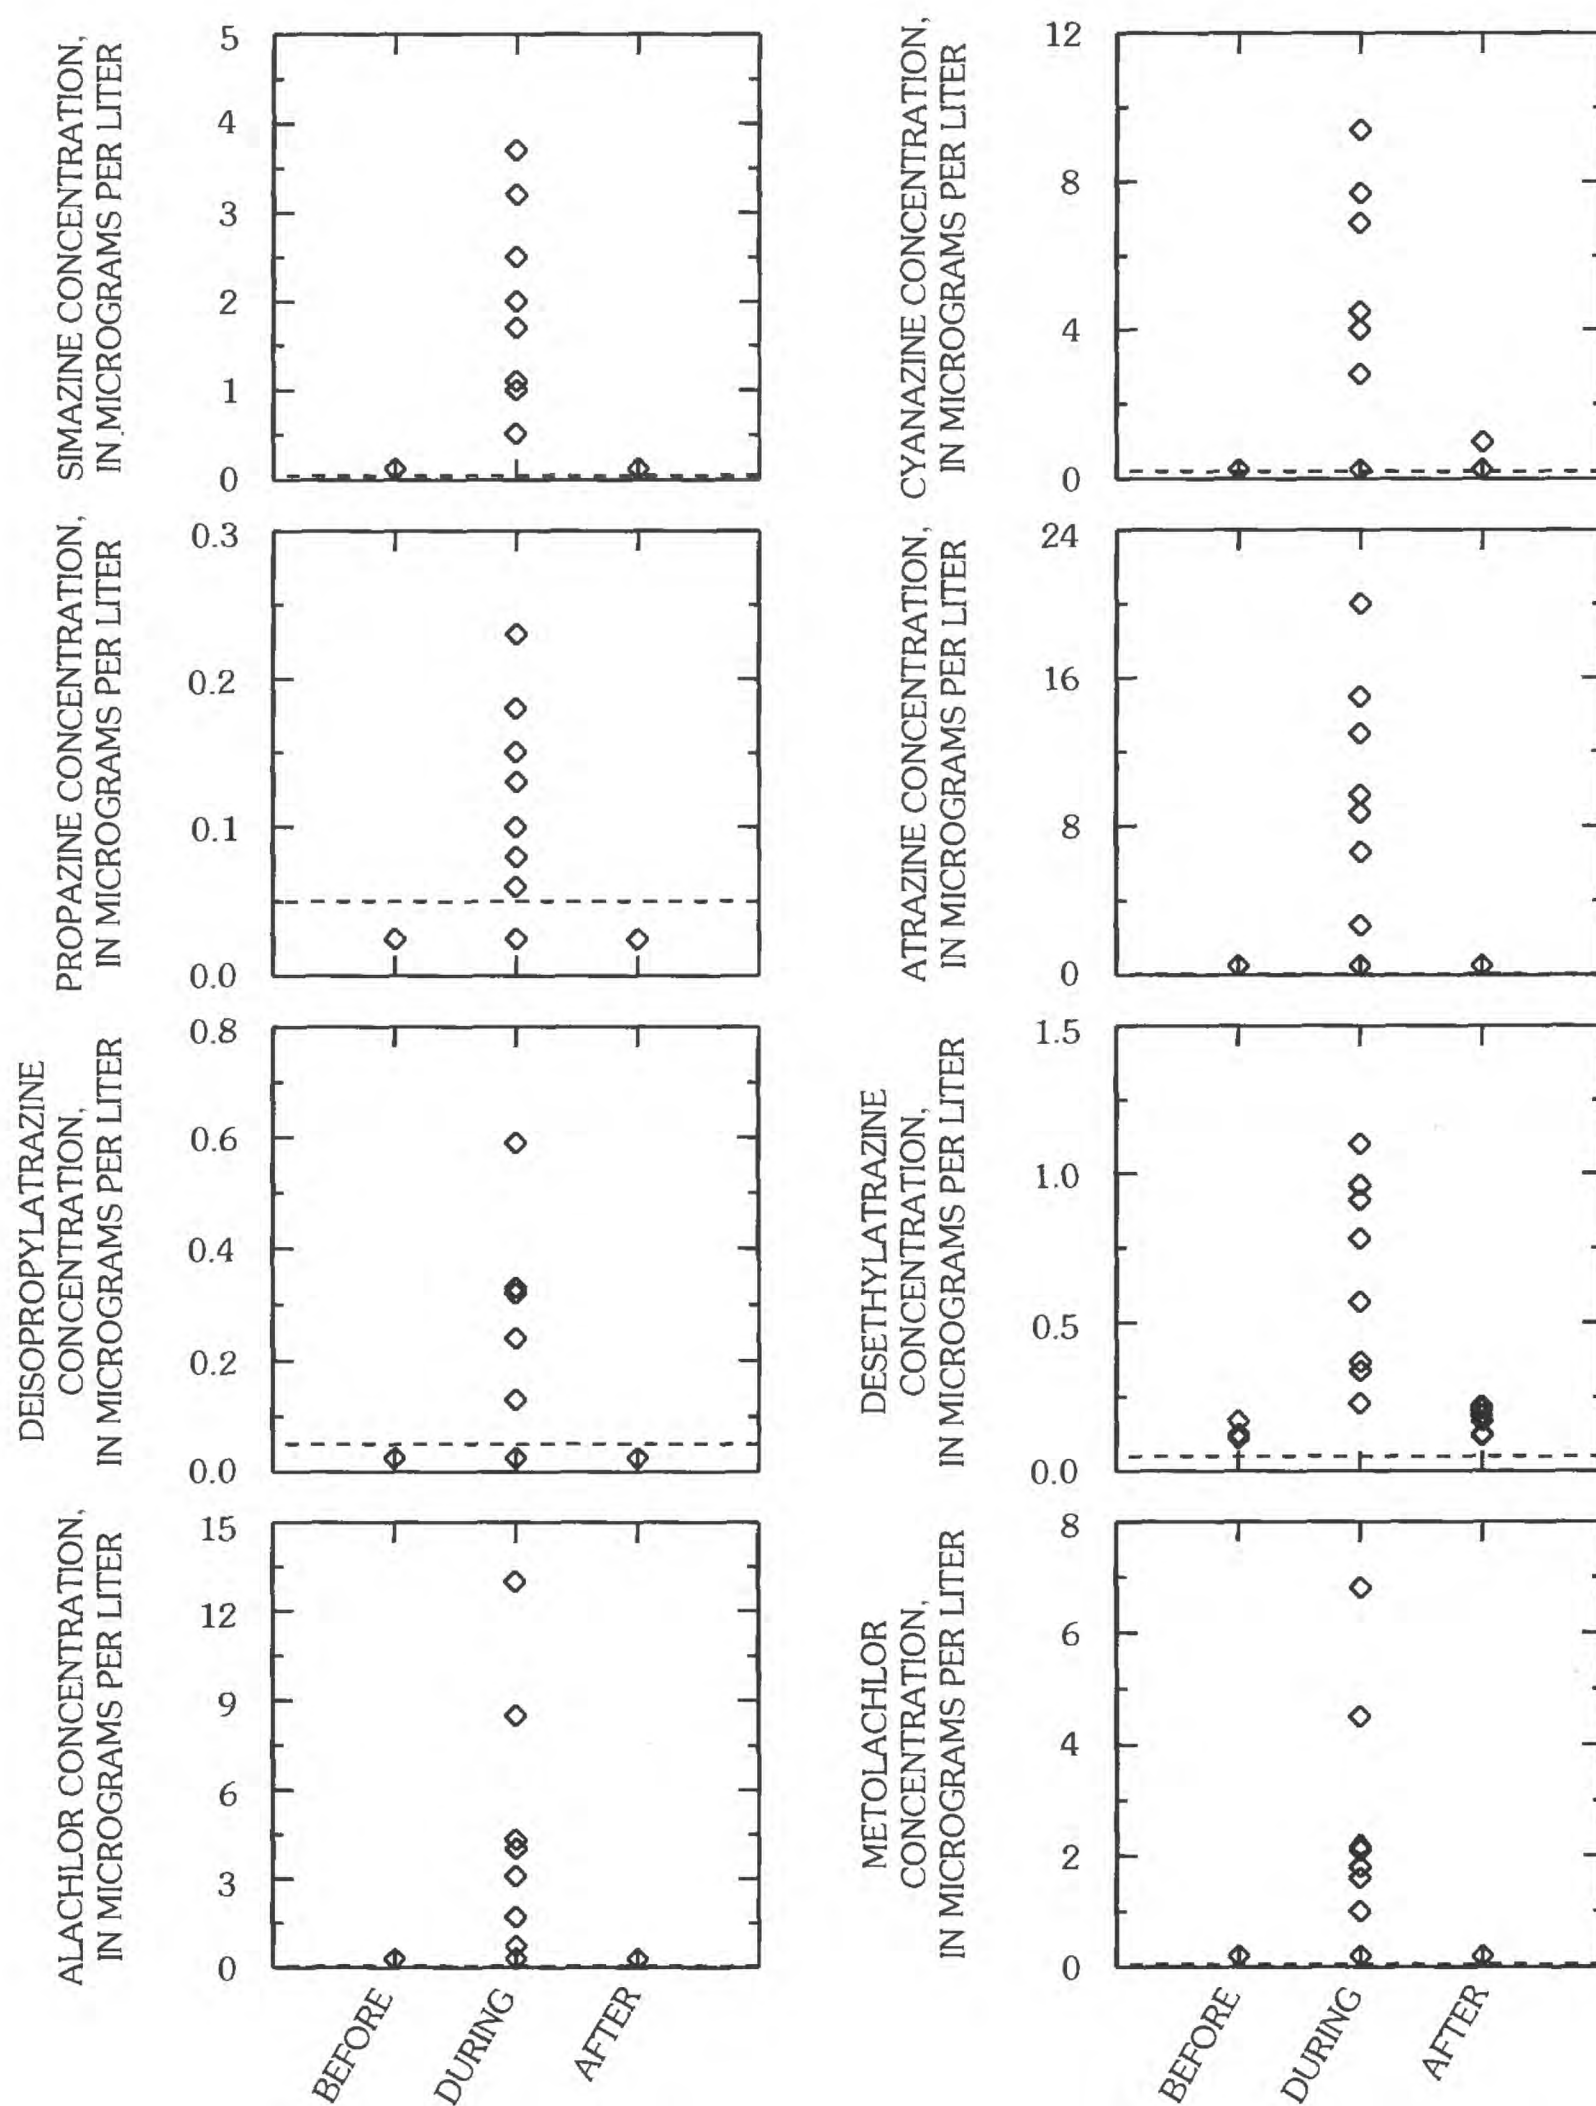 SIMAZINE CONCENTRATION,
IN MICROGRAMS PER LITER
5
4
3
2
1
0
CYANAZINE CONCENTRATION,
IN MICROGRAMS PER LITER
12
8
4
0
PROPAZINE CONCENTRATION,
IN MICROGRAMS PER LITER
0.3
0.2
0.1
0.0
ATRAZINE CONCENTRATION,
IN MICROGRAMS PER LITER
24
16
8
0
DEISOPROPYLATRAZINE
CONCENTRATION,
IN MICROGRAMS PER LITER
0.8
0.6
0.4
0.2
0.0
DESETHYLATRAZINE
CONCENTRATION,
IN MICROGRAMS PER LITER
1.5
1.0
0.5
0.0
ALACHLOR CONCENTRATION,
IN MICROGRAMS PER LITER
15
12
9
6
3
0
BEFORE
DURING
AFTER
METOLACHLOR
CONCENTRATION,
IN MICROGRAMS PER LITER
8
6
4
2
0
BEFORE
DURING
AFTER